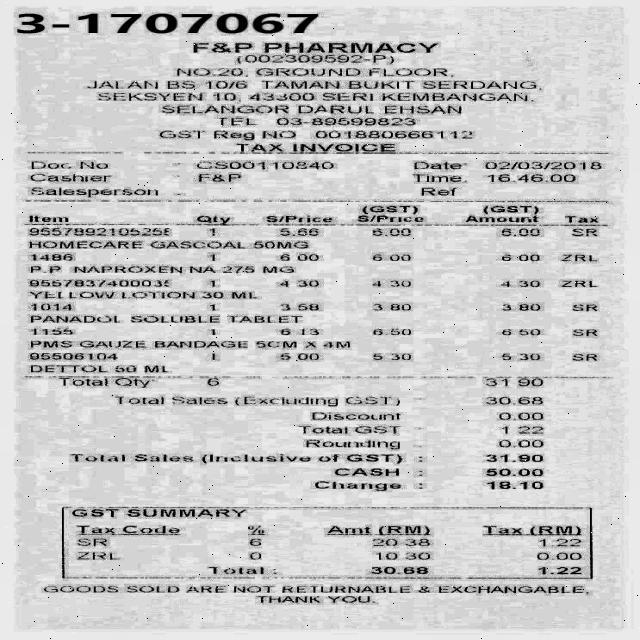 3-1707067
F&P PHARMACY
(002309592-P)
NO.20, GROUND FLOOR,
JALAN BS 10/6 TAMAN BUKIT SERDANG,
SEKSYEN 10, 43300 SERI KEMBANGAN,
SELANGOR DARUL EHSAN
TEL 03-89599823
GST Reg NO 001880666112
TAX INVOICE
Doc No : CS00110840 Date 02/03/2018
Cashier : F&P Time 16.46.00
Salesperson : Ref
(GST) (GST)
Item Qty S/Price S/Price Amount Tax
9557892105258 1 5.66 6.00 6.00 SR
HOMECARE GASCOAL 50MG
1486 1 6.00 6.00 6.00 ZRL
P.P NAPROXEN NA 275 MG
955783740003 1 4.30 4.30 4.30 ZRL
YELLOW LOTION 30 ML
1014 1 3.58 3.80 3.80 SR
PANADOL SOLUBLE TABLET
1155 1 6.13 6.50 6.50 SR
PMS GAUZE BANDAGE 5CM X 4M
95506104 1 5.00 5.30 5.30 SR
DETTOL 50 ML
Total Qty 6 31.90
Total Sales (Excluding GST) : 30.68
Discount : 0.00
Total GST : 1.22
Rounding : 0.00
Total Sales (Inclusive of GST) : 31.90
CASH : 50.00
Change : 18.10
GST SUMMARY
Tax Code % Amt (RM) Tax (RM)
SR 6 20.38 1.22
ZRL 0 10.30 0.00
Total : 30.68 1.22
GOODS SOLD ARE NOT RETURNABLE & EXCHANGABLE,
THANK YOU.